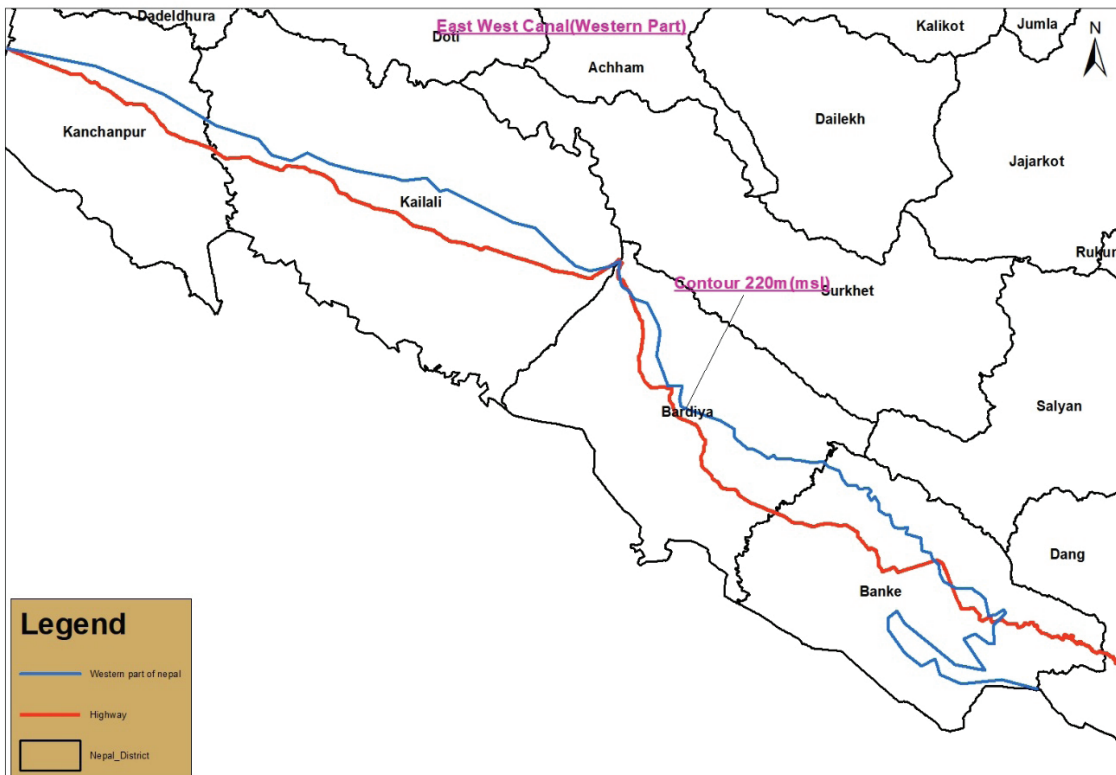 Dadeldhura
East West Canal(Western Part)
Doti
Kalikot
Jumla
N
Achham
Dailekh
Kanchanpur
Jajarkot
Kailali
Rukum
Contour 220m(msl)
Surkhet
Bardiya
Salyan
Dang
Banke
Legend
Western part of nepal
Highway
Nepal_District